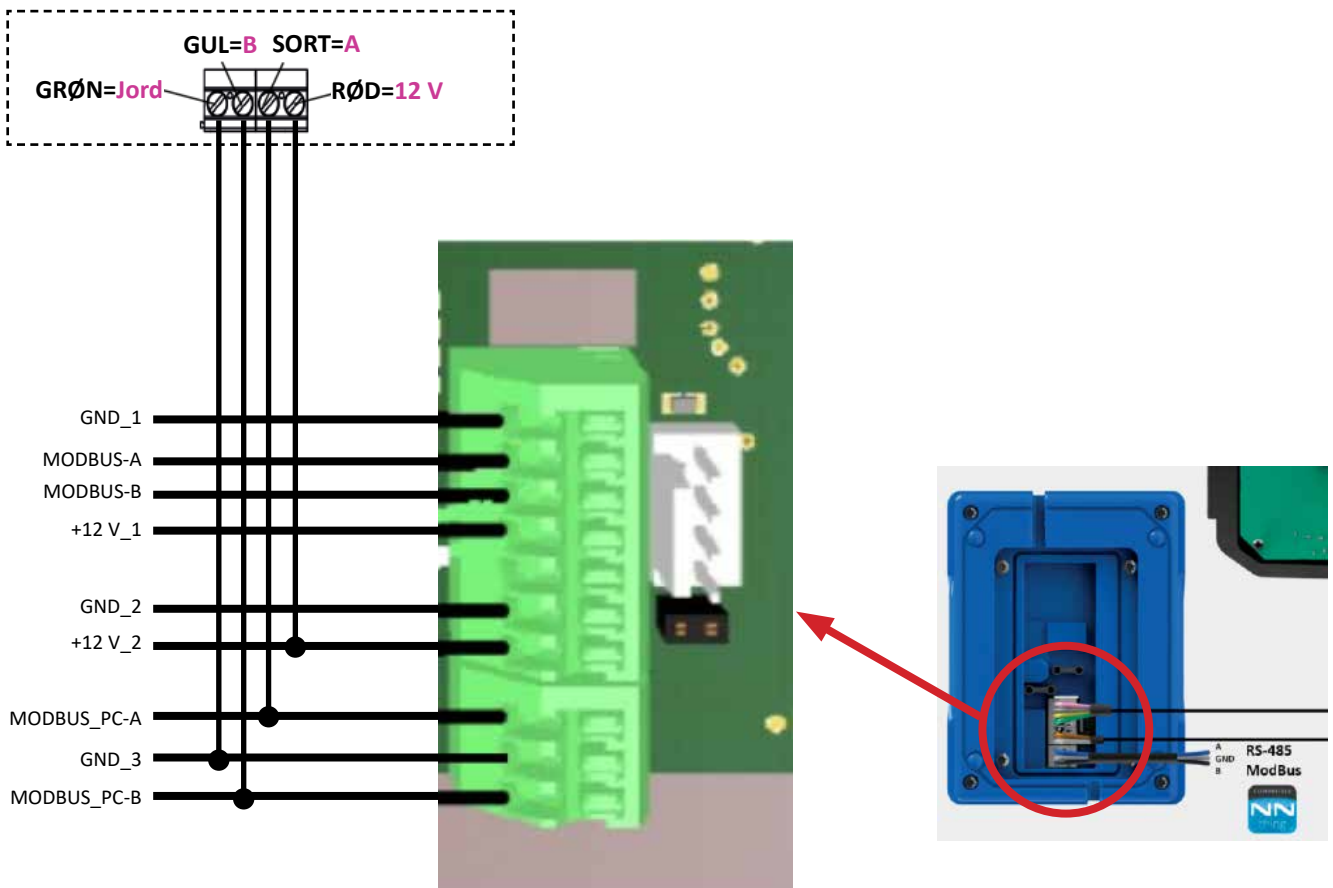 GUL=B SORT=A
GRØN=Jord
RØD=12 V
GND_1
MODBUS-A
MODBUS-B
+12 V_1
GND_2
+12 V_2
MODBUS_PC-A
GND_3
MODBUS_PC-B
A
GND
B
RS-485
ModBus
NN
thing